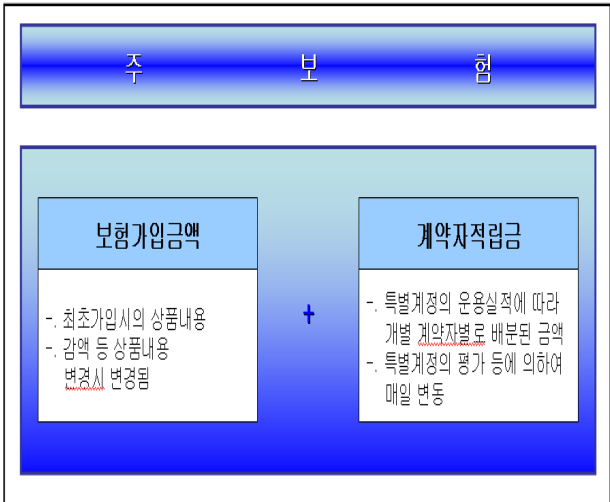 주 보 험
보험가입금액
-. 최초가입시의 상품내용
-. 감액 등 상품내용
변경시 변경됨
+
계약자적립금
-. 특별계정의 운용실적에 따라
개별 계약자별로 배분된 금액
-. 특별계정의 평가 등에 의하여
매일 변동